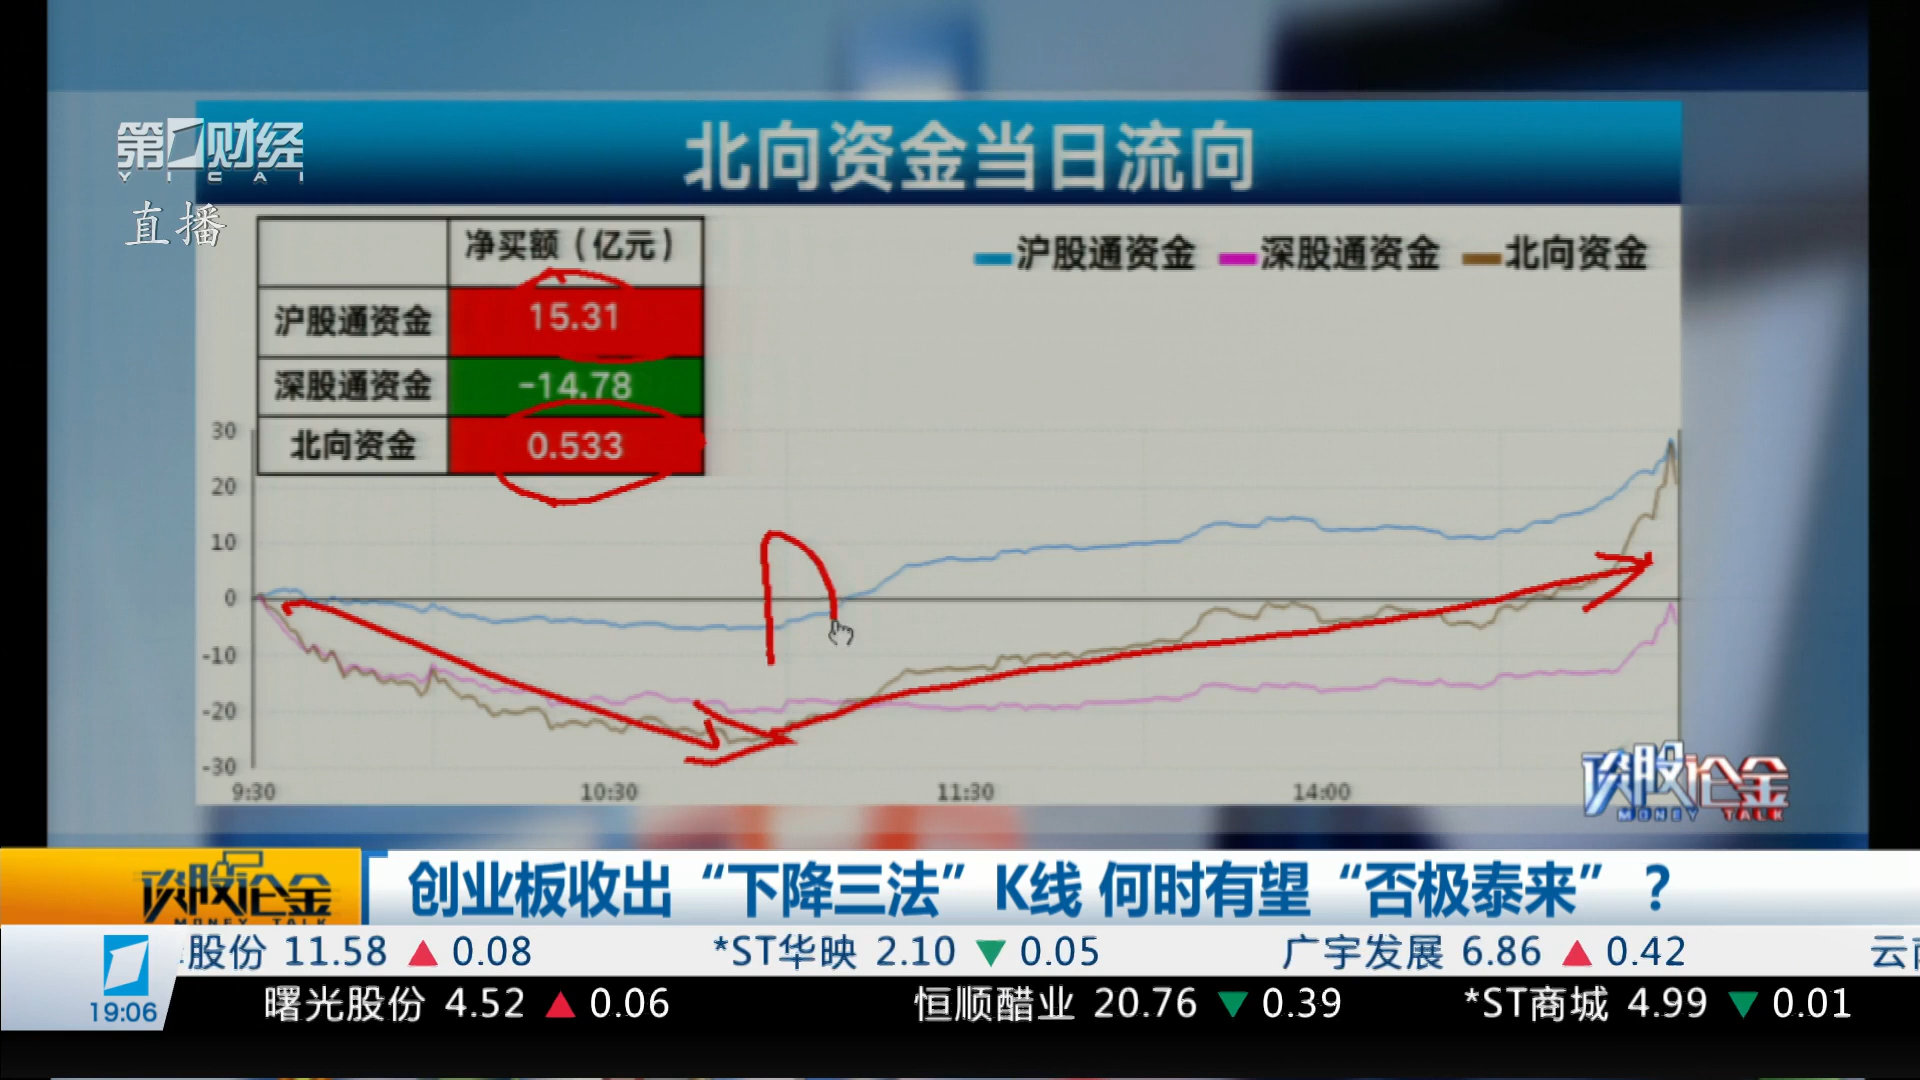 第一财经
YICAI
直播
北向资金当日流向
净买额（亿元）
沪股通资金 15.31
深股通资金 -14.78
北向资金 0.533
沪股通资金 深股通资金 北向资金
30
20
10
0
-10
-20
-30
9:30 10:30 11:30 14:00
谈股论金
MONEY TALK
谈股论金
MONEY TALK
创业板收出“下降三法”K线 何时有望“否极泰来”？
股份 11.58 ▲ 0.08 *ST华映 2.10 ▼ 0.05 广宇发展 6.86 ▲ 0.42 云南
19:06
曙光股份 4.52 ▲ 0.06 恒顺醋业 20.76 ▼ 0.39 *ST商城 4.99 ▼ 0.01